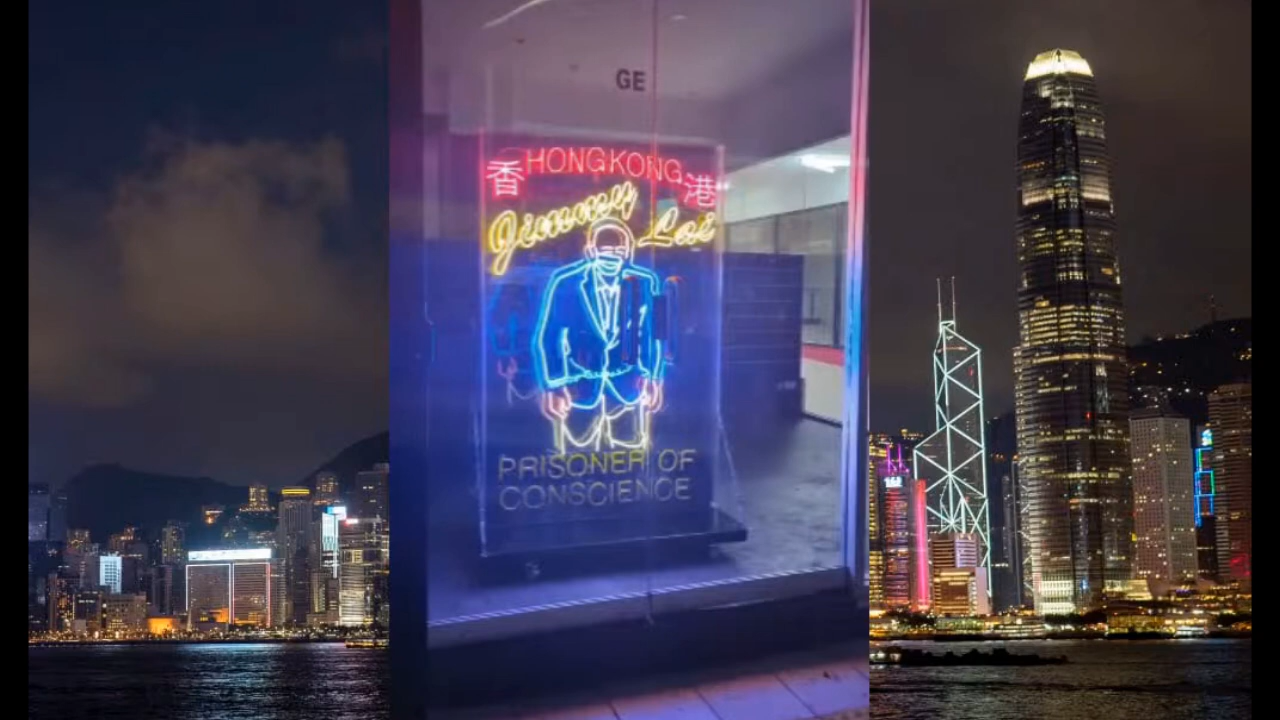 GE
香 HONGKONG 港
Jimmy Lai
PRISONER OF
CONSCIENCE